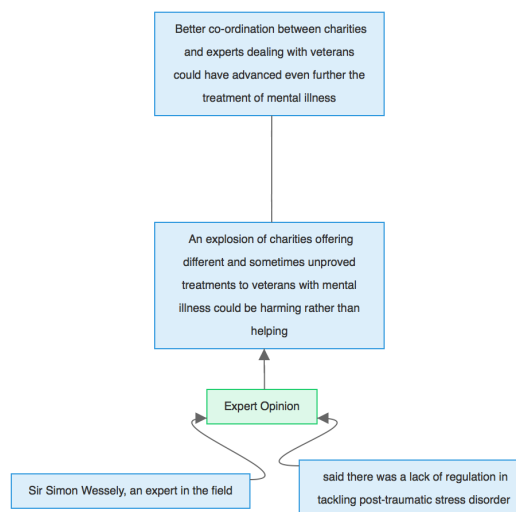 Better co-ordination between charities
and experts dealing with veterans
could have advanced even further the
treatment of mental illness
An explosion of charities offering
different and sometimes unproved
treatments to veterans with mental
illness could be harming rather than
helping
Expert Opinion
Sir Simon Wessely, an expert in the field
said there was a lack of regulation in
tackling post-traumatic stress disorder